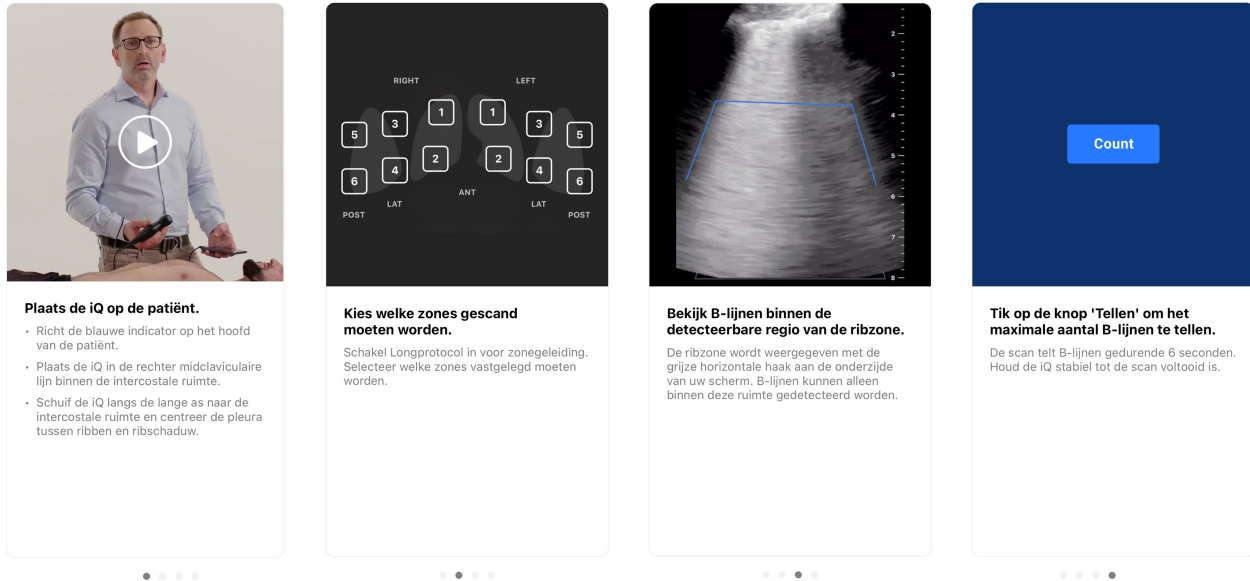 Plaats de iQ op de patiënt.
• Richt de blauwe indicator op het hoofd
van de patiënt.
• Plaats de iQ in de rechter midclaviculaire
lijn binnen de intercostale ruimte.
• Schuif de iQ langs de lange as naar de
intercostale ruimte en centreer de pleura
tussen ribben en ribschaduw.
RIGHT LEFT
1 1
3 3
5 5
2 2
4 4
6 6
ANT
LAT LAT
POST POST
Kies welke zones gescand
moeten worden.
Schakel Longprotocol in voor zonegeleiding.
Selecteer welke zones vastgelegd moeten
worden.
2
3
4
5
6
7
8
Bekijk B-lijnen binnen de
detecteerbare regio van de ribzone.
De ribzone wordt weergegeven met de
grijze horizontale haak aan de onderzijde
van uw scherm. B-lijnen kunnen alleen
binnen deze ruimte gedetecteerd worden.
Count
Tik op de knop 'Tellen' om het
maximale aantal B-lijnen te tellen.
De scan telt B-lijnen gedurende 6 seconden.
Houd de iQ stabiel tot de scan voltooid is.